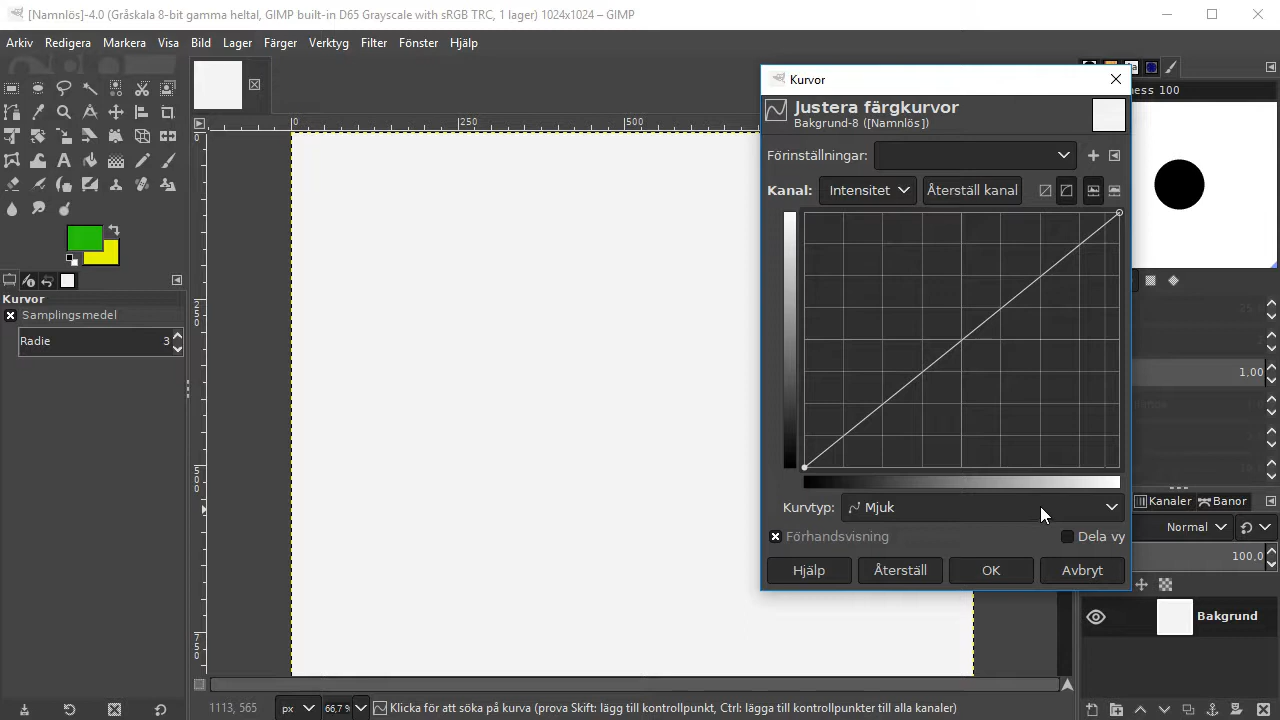 [Namnlös]-4.0 (Gråskala 8-bit gamma heltal, GIMP built-in D65 Grayscale with sRGB TRC, 1 lager) 1024x1024 – GIMP
Arkiv Redigera Markera Visa Bild Lager Färger Verktyg Filter Fönster Hjälp
Kurvor
ess 100
Justera färgkurvor
Bakgrund-8 ([Namnlös])
0 250 500
Förinställningar:
Kanal: Intensitet Återställ kanal
0
250
500
750
Kurvor
Samplingsmedel
Radie 3
1,00
Kurvtyp: Mjuk
Förhandsvisning Dela vy
Hjälp Återställ OK Avbryt
Kanaler Banor
Normal
100,0
Bakgrund
1113, 565 px 66,7 % Klicka för att söka på kurva (prova Skift: lägg till kontrollpunkt, Ctrl: lägga till kontrollpunkter till alla kanaler)